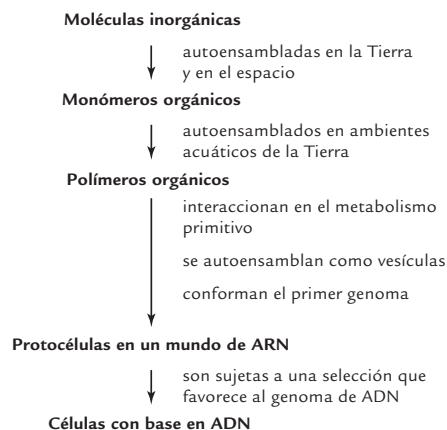 Moléculas inorgánicas
autoensambladas en la Tierra
y en el espacio
Monómeros orgánicos
autoensamblados en ambientes
acuáticos de la Tierra
Polímeros orgánicos
interaccionan en el metabolismo
primitivo
se autoensamblan como vesículas
conforman el primer genoma
Protocélulas en un mundo de ARN
son sujetas a una selección que
favorece al genoma de ADN
Células con base en ADN